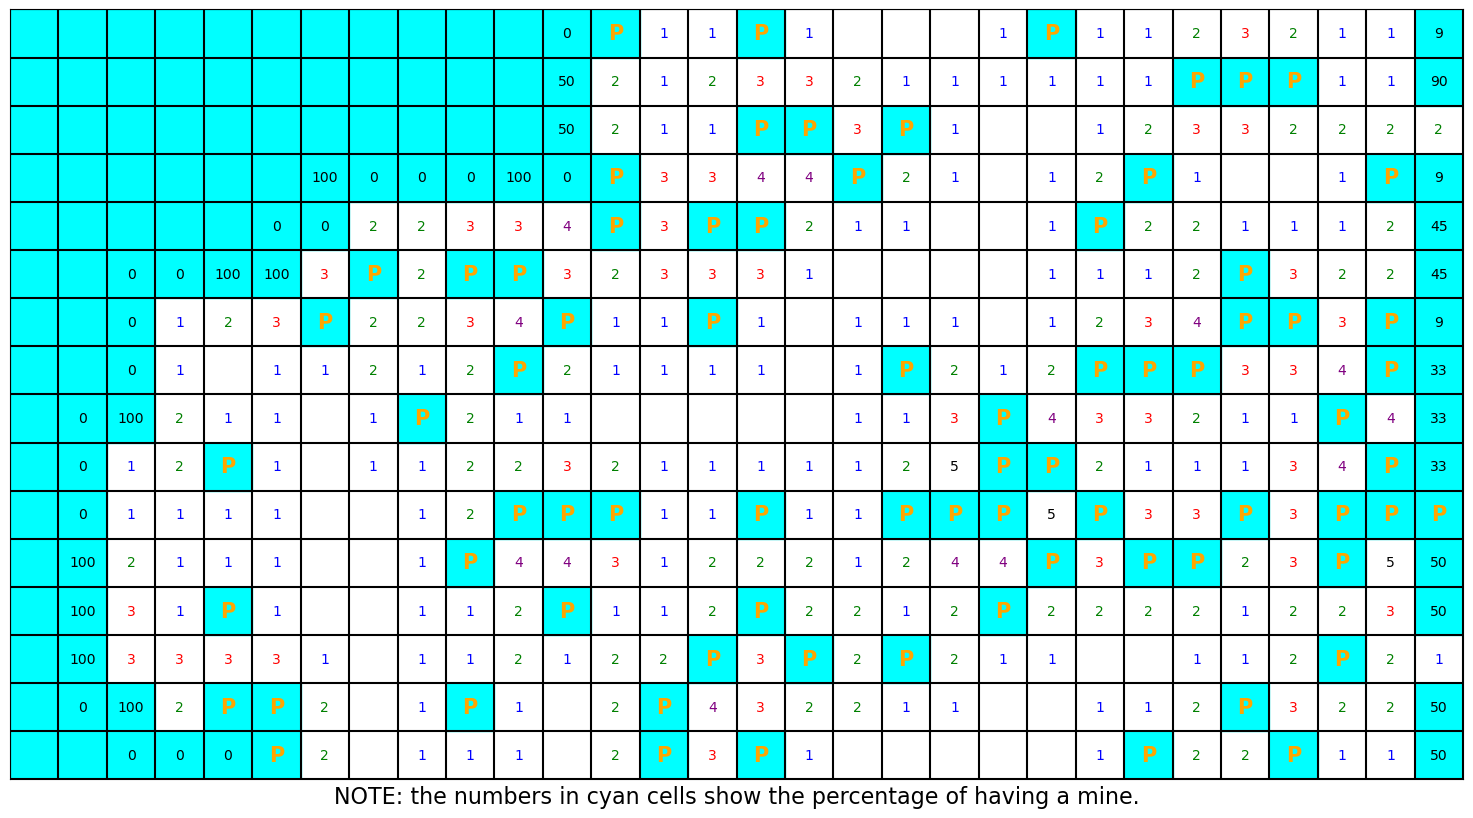 0 P 1 1 P 1 1 P 1 1 2 3 2 1 1 9
50 2 1 2 3 3 2 1 1 1 1 1 1 P P P 1 1 90
50 2 1 1 P P 3 P 1 1 2 3 3 2 2 2 2
100 0 0 0 100 0 P 3 3 4 4 P 2 1 1 2 P 1 1 P 9
0 0 2 2 3 3 4 P 3 P P 2 1 1 1 P 2 2 1 1 1 2 45
0 0 100 100 3 P 2 P P 3 2 3 3 3 1 1 1 1 2 P 3 2 2 45
0 1 2 3 P 2 2 3 4 P 1 1 P 1 1 1 1 1 2 3 4 P P 3 P 9
0 1 1 1 2 1 2 P 2 1 1 1 1 1 P 2 1 2 P P P 3 3 4 P 33
0 100 2 1 1 1 P 2 1 1 1 1 3 P 4 3 3 2 1 1 P 4 33
0 1 2 P 1 1 1 2 2 3 2 1 1 1 1 1 2 5 P P 2 1 1 1 3 4 P 33
0 1 1 1 1 1 2 P P P 1 1 P 1 1 P P P 5 P 3 3 P 3 P P P
100 2 1 1 1 1 P 4 4 3 1 2 2 2 1 2 4 4 P 3 P P 2 3 P 5 50
100 3 1 P 1 1 1 2 P 1 1 2 P 2 2 1 2 P 2 2 2 2 1 2 2 3 50
100 3 3 3 3 1 1 1 2 1 2 2 P 3 P 2 P 2 1 1 1 1 2 P 2 1
0 100 2 P P 2 1 P 1 2 P 4 3 2 2 1 1 1 1 2 P 3 2 2 50
0 0 0 P 2 1 1 1 2 P 3 P 1 1 P 2 2 P 1 1 50
NOTE: the numbers in cyan cells show the percentage of having a mine.